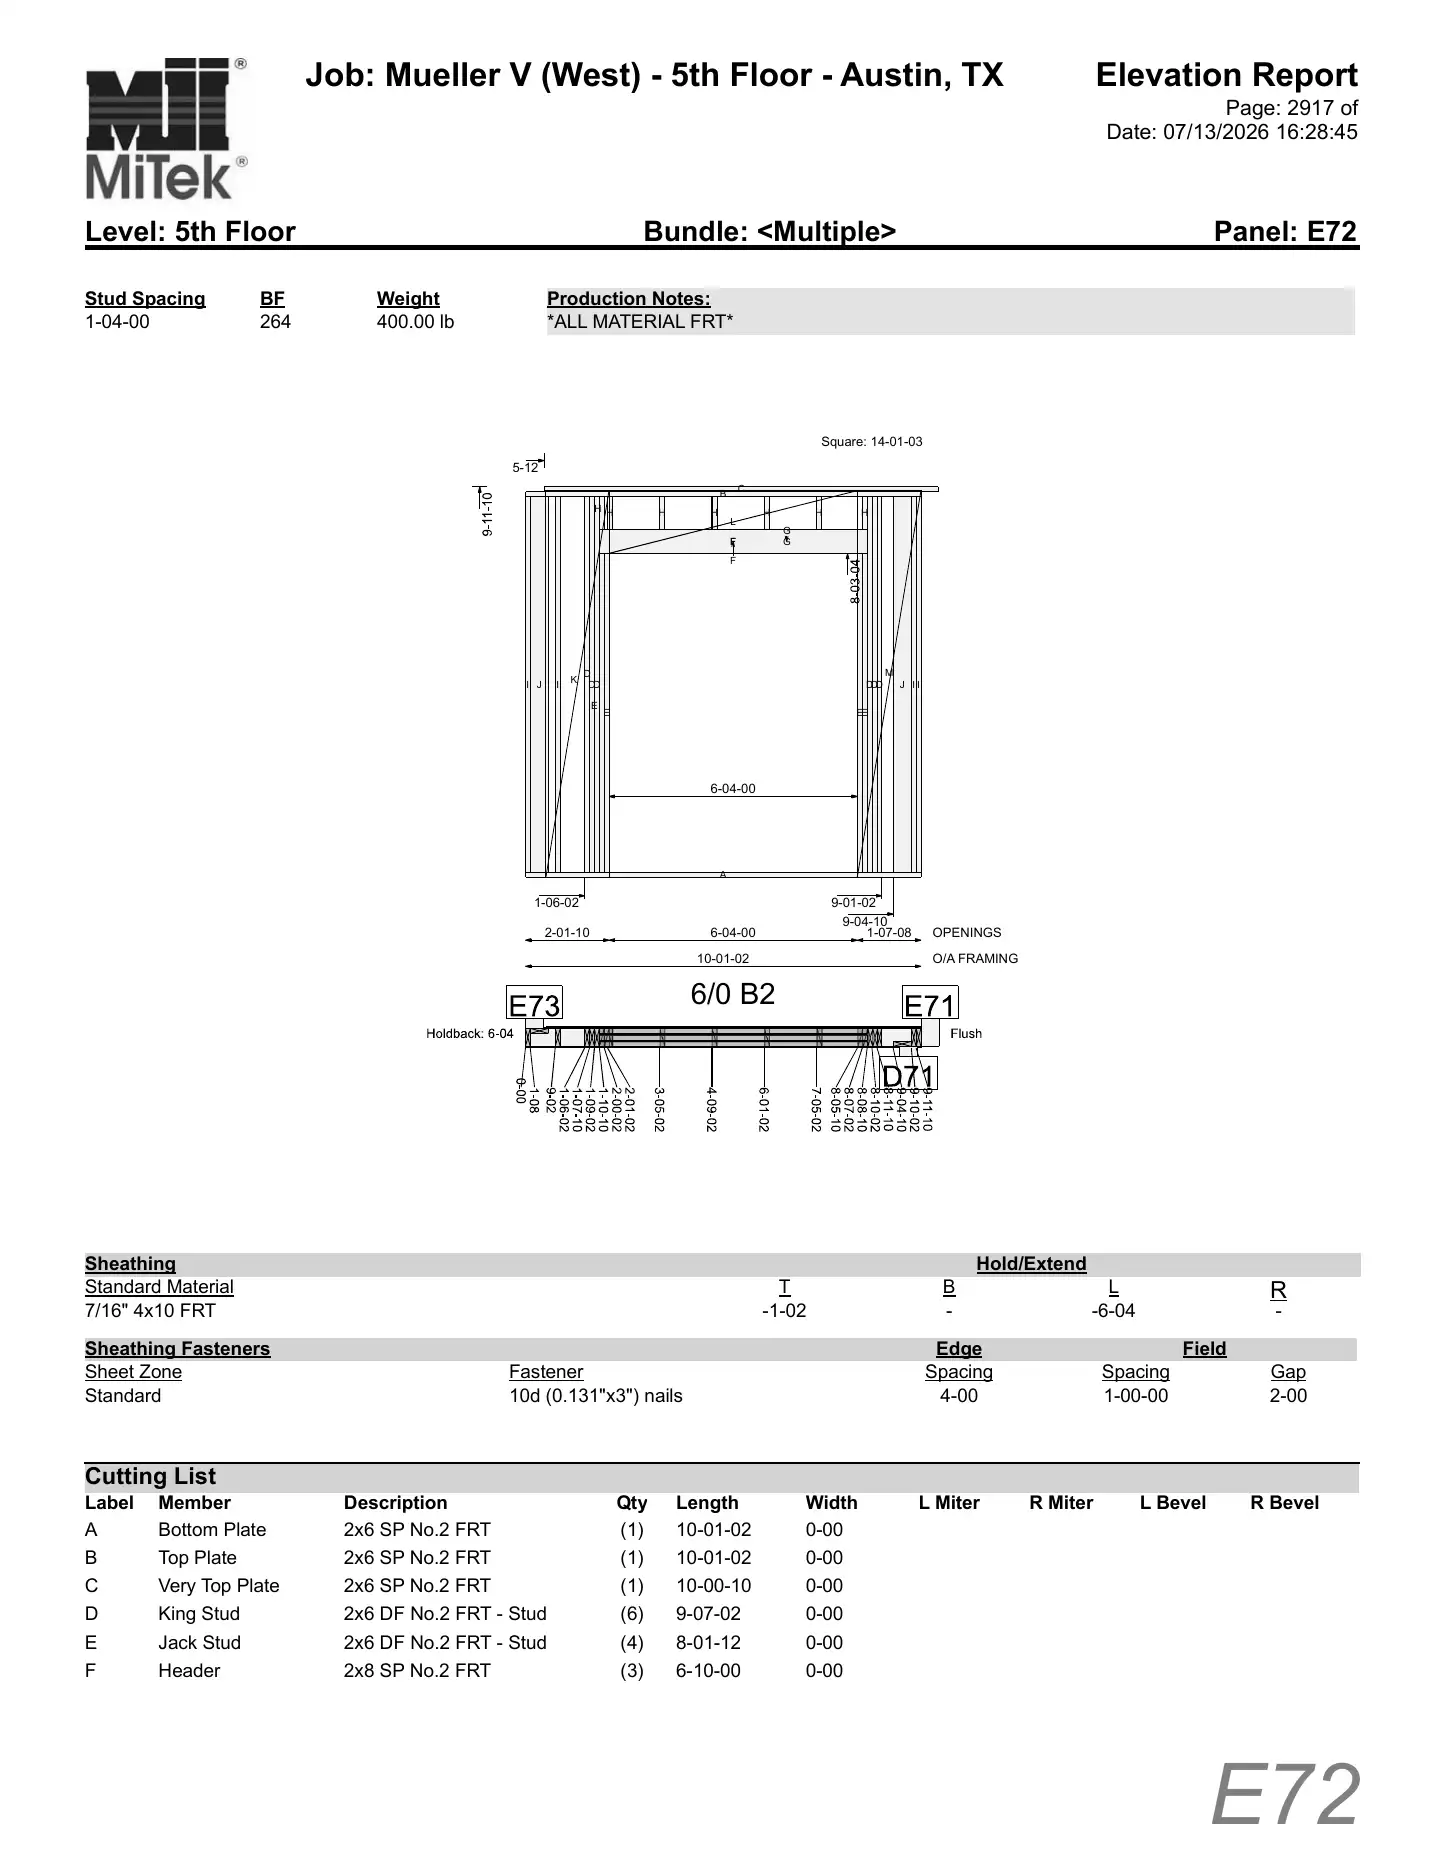 Job: Mueller V (West) - 5th Floor - Austin, TX
Elevation Report
Page: 2917 of
Date: 07/13/2026 16:28:45
MiTek®
Level: 5th Floor Bundle: <Multiple> Panel: E72
Stud Spacing BF Weight Production Notes:
1-04-00 264 400.00 lb *ALL MATERIAL FRT*
Square: 14-01-03
5-12
9-11-10
C
B
H
L
G
F G
F
8-03-04
D M
I J I K D D D D D J I I
E
6-04-00
A
1-06-02 9-01-02
9-04-10
2-01-10 6-04-00 1-07-08 OPENINGS
10-01-02 O/A FRAMING
6/0 B2
E73 E71
Holdback: 6-04 Flush
D71
0-00 1-08 9-02 1-06-02 1-07-10 1-09-02 1-10-10 2-00-02 2-01-02 3-05-02 4-09-02 6-01-02 7-05-02 8-05-10 8-07-02 8-08-10 8-10-02 8-11-10 9-04-10 9-10-02 9-11-10
Sheathing Hold/Extend
Standard Material T B L R
7/16" 4x10 FRT -1-02 - -6-04 -
Sheathing Fasteners Edge Field
Sheet Zone Fastener Spacing Spacing Gap
Standard 10d (0.131"x3") nails 4-00 1-00-00 2-00
Cutting List
Label Member Description Qty Length Width L Miter R Miter L Bevel R Bevel
A Bottom Plate 2x6 SP No.2 FRT (1) 10-01-02 0-00
B Top Plate 2x6 SP No.2 FRT (1) 10-01-02 0-00
C Very Top Plate 2x6 SP No.2 FRT (1) 10-00-10 0-00
D King Stud 2x6 DF No.2 FRT - Stud (6) 9-07-02 0-00
E Jack Stud 2x6 DF No.2 FRT - Stud (4) 8-01-12 0-00
F Header 2x8 SP No.2 FRT (3) 6-10-00 0-00
E72